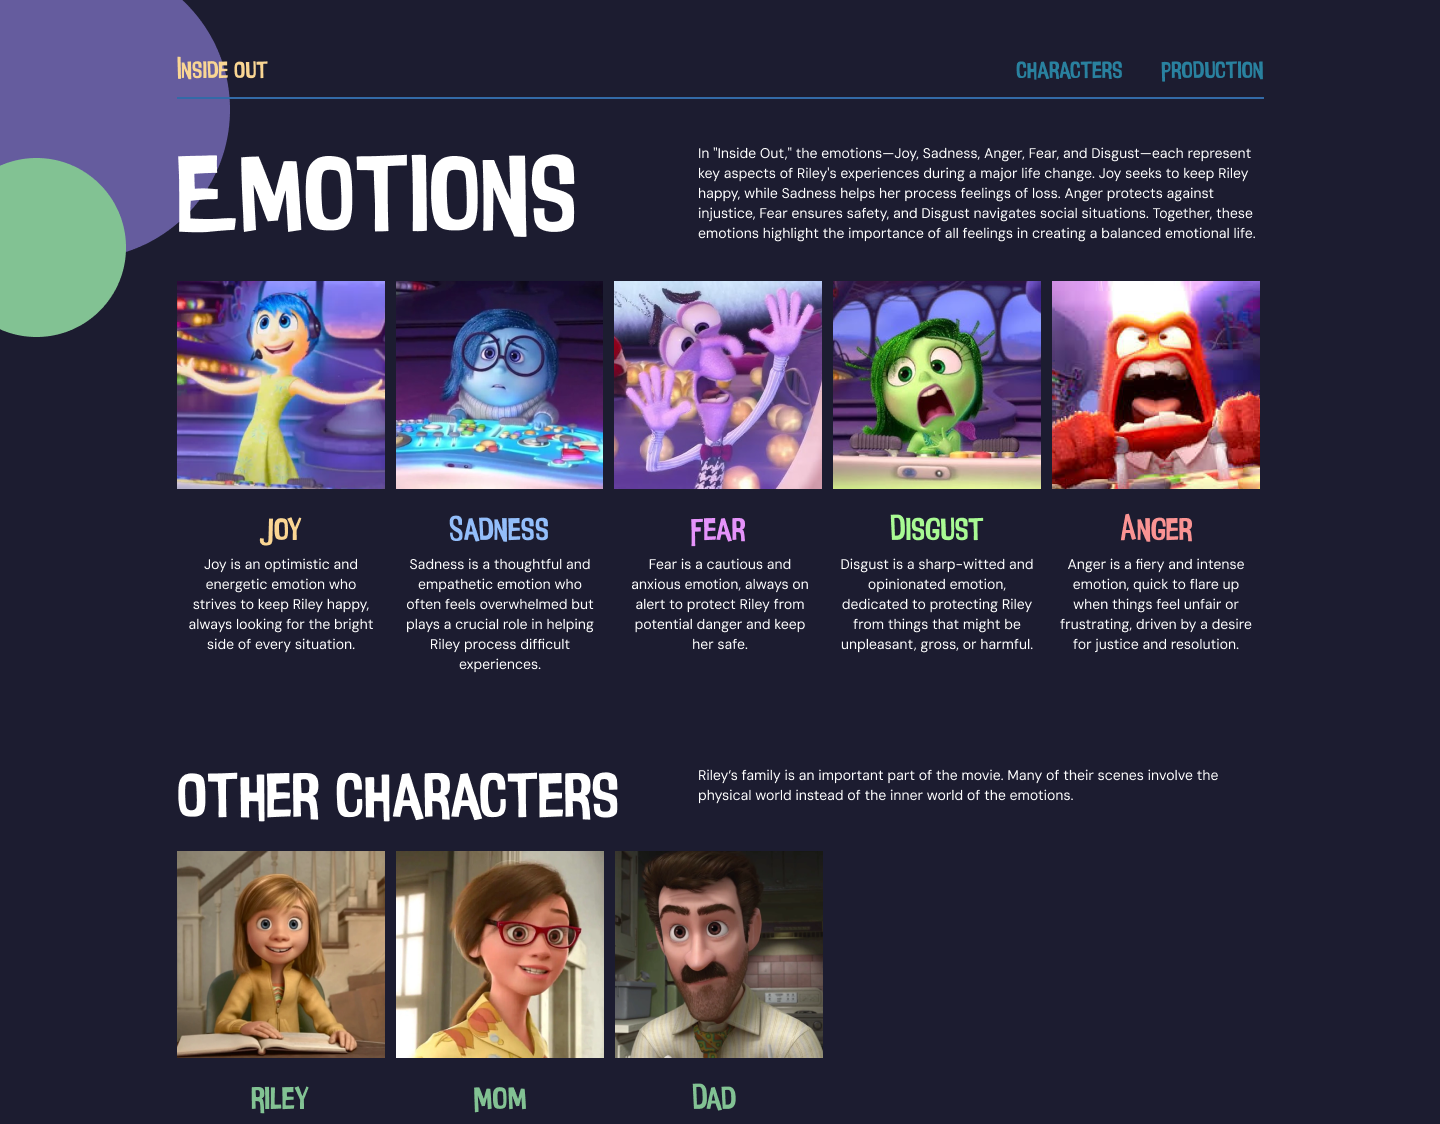 Inside out
characters
production
Emotions
In "Inside Out," the emotions—Joy, Sadness, Anger, Fear, and Disgust—each represent
key aspects of Riley's experiences during a major life change. Joy seeks to keep Riley
happy, while Sadness helps her process feelings of loss. Anger protects against
injustice, Fear ensures safety, and Disgust navigates social situations. Together, these
emotions highlight the importance of all feelings in creating a balanced emotional life.
Joy
Joy is an optimistic and
energetic emotion who
strives to keep Riley happy,
always looking for the bright
side of every situation.
Sadness
Sadness is a thoughtful and
empathetic emotion who
often feels overwhelmed but
plays a crucial role in helping
Riley process difficult
experiences.
Fear
Fear is a cautious and
anxious emotion, always on
alert to protect Riley from
potential danger and keep
her safe.
Disgust
Disgust is a sharp-witted and
opinionated emotion,
dedicated to protecting Riley
from things that might be
unpleasant, gross, or harmful.
Anger
Anger is a fiery and intense
emotion, quick to flare up
when things feel unfair or
frustrating, driven by a desire
for justice and resolution.
other characters
Riley’s family is an important part of the movie. Many of their scenes involve the
physical world instead of the inner world of the emotions.
riley
mom
Dad